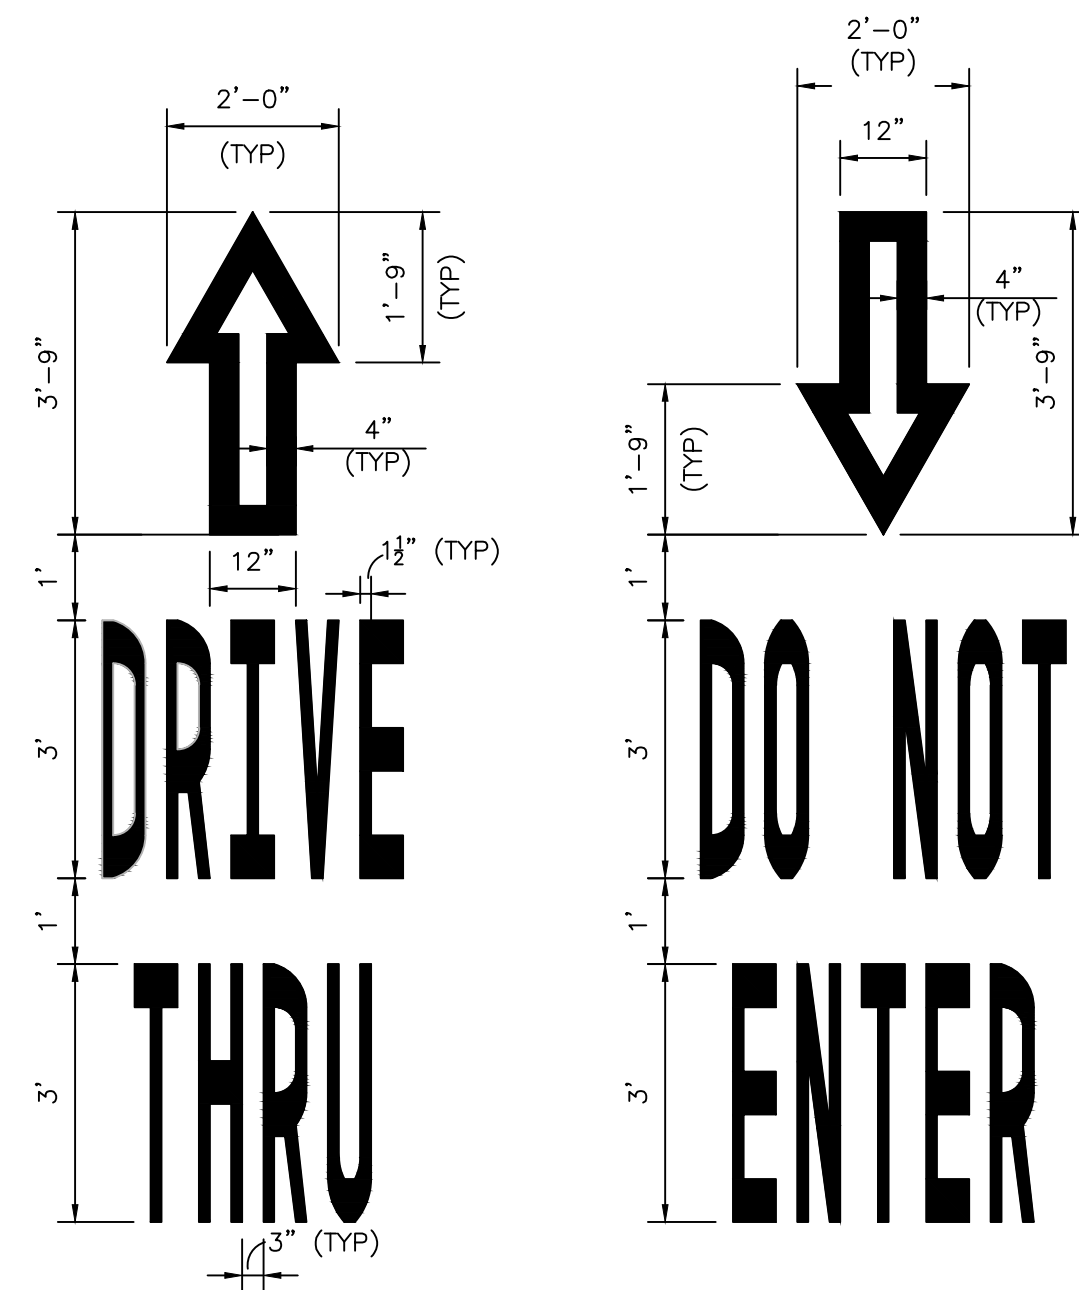 2'-0"
(TYP)
1'-9"
(TYP)
3'-9"
4"
(TYP)
12"
1½" (TYP)
1'
3'
DRIVE
1'
3'
THRU
3" (TYP)
2'-0"
(TYP)
12"
4"
(TYP)
3'-9"
1'-9"
(TYP)
1'
3'
DO NOT
1'
3'
ENTER